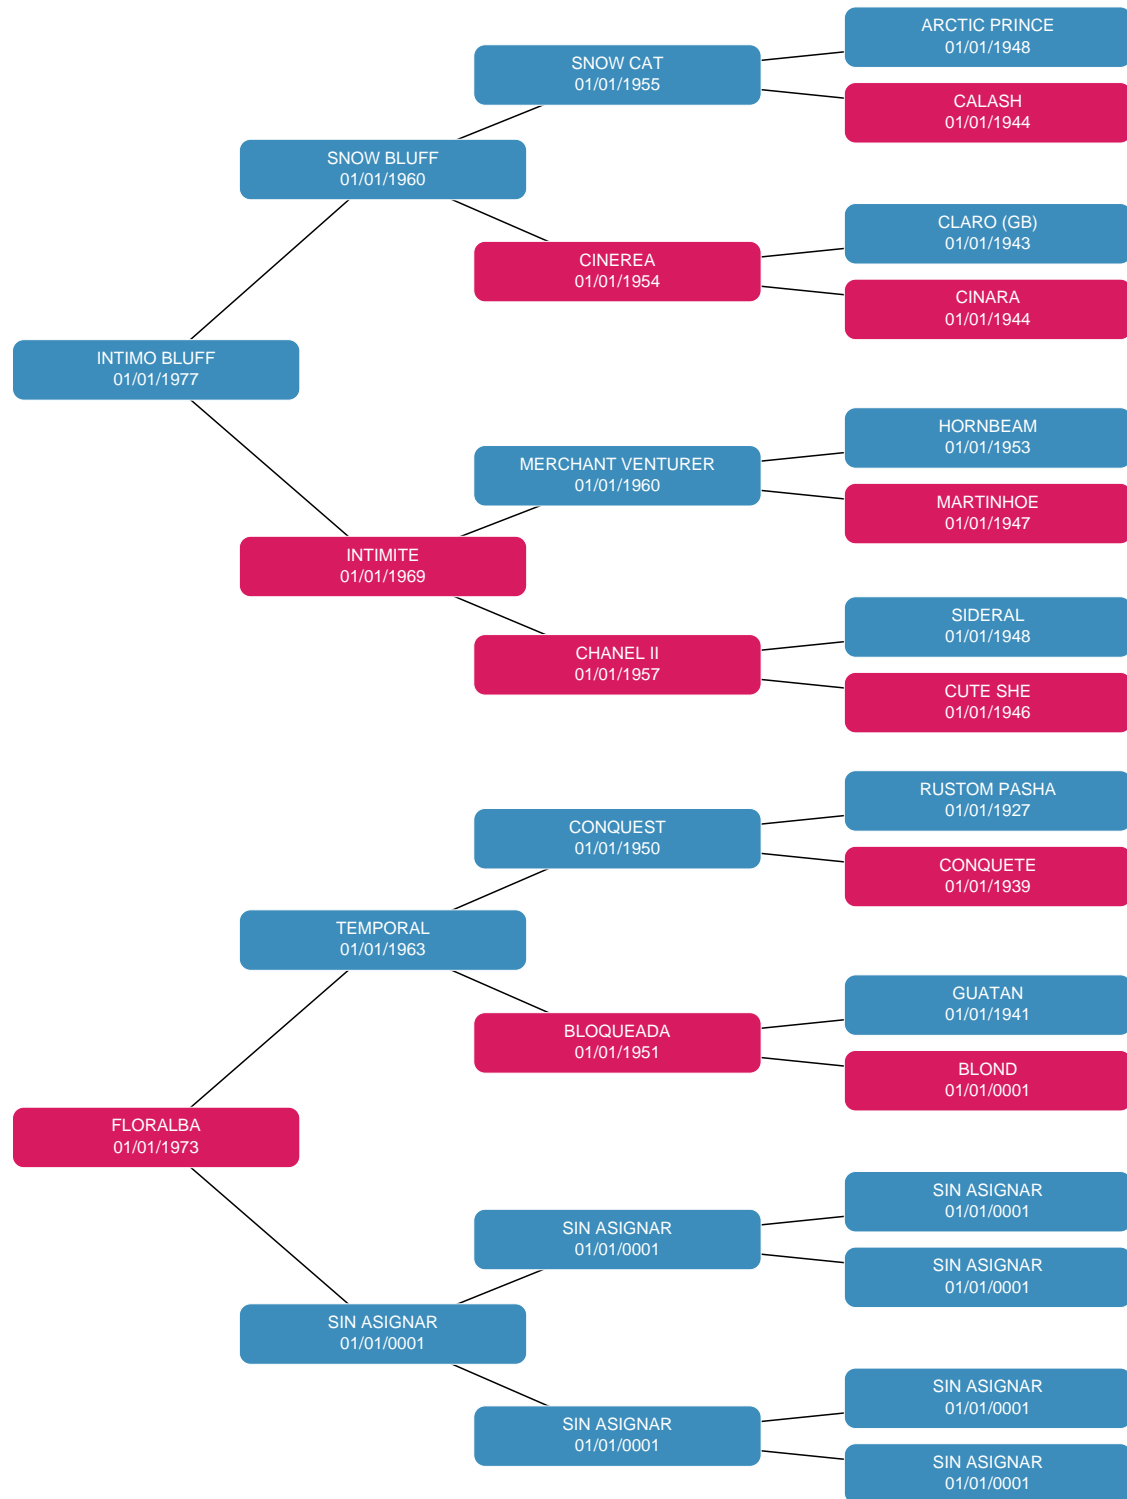 ARCTIC PRINCE
01/01/1948
SNOW CAT
01/01/1955
CALASH
01/01/1944
SNOW BLUFF
01/01/1960
CLARO (GB)
01/01/1943
CINEREA
01/01/1954
CINARA
01/01/1944
INTIMO BLUFF
01/01/1977
HORNBEAM
01/01/1953
MERCHANT VENTURER
01/01/1960
MARTINHOE
01/01/1947
INTIMITE
01/01/1969
SIDERAL
01/01/1948
CHANEL II
01/01/1957
CUTE SHE
01/01/1946
RUSTOM PASHA
01/01/1927
CONQUEST
01/01/1950
CONQUETE
01/01/1939
TEMPORAL
01/01/1963
GUATAN
01/01/1941
BLOQUEADA
01/01/1951
BLOND
01/01/0001
FLORALBA
01/01/1973
SIN ASIGNAR
01/01/0001
SIN ASIGNAR
01/01/0001
SIN ASIGNAR
01/01/0001
SIN ASIGNAR
01/01/0001
SIN ASIGNAR
01/01/0001
SIN ASIGNAR
01/01/0001
SIN ASIGNAR
01/01/0001